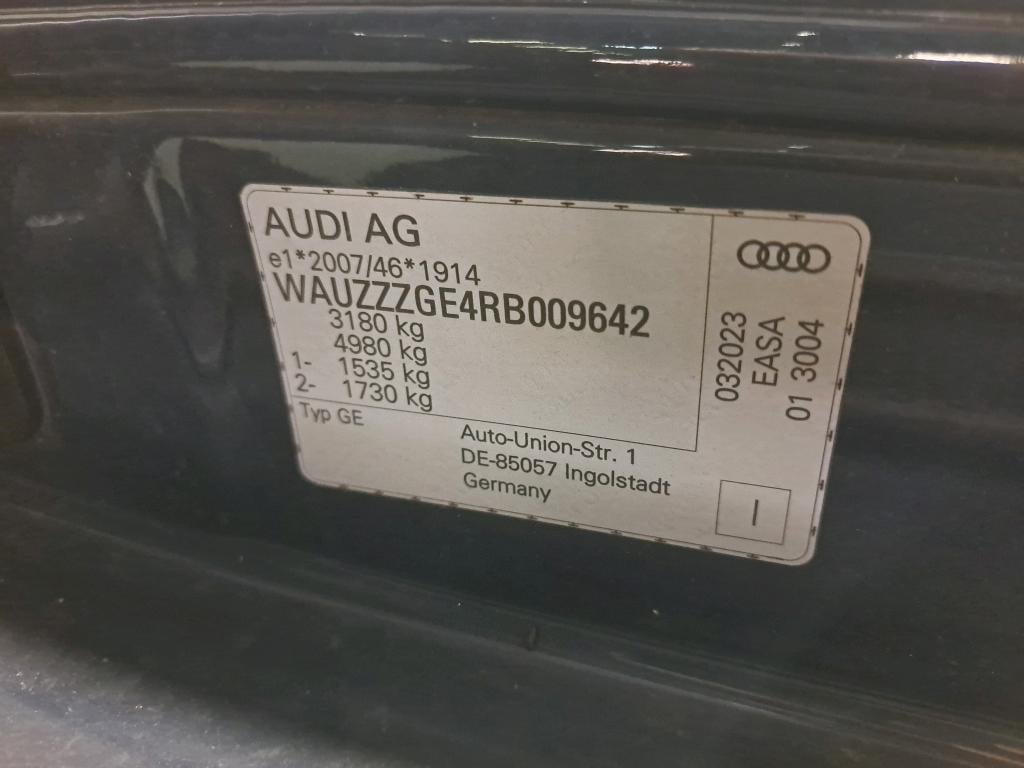 AUDI AG
e1*2007/46*1914
WAUZZZGE4RB009642
3180 kg
4980 kg
1- 1535 kg
2- 1730 kg
Typ GE
Auto-Union-Str. 1
DE-85057 Ingolstadt
Germany
032023
EASA
01 3004
I